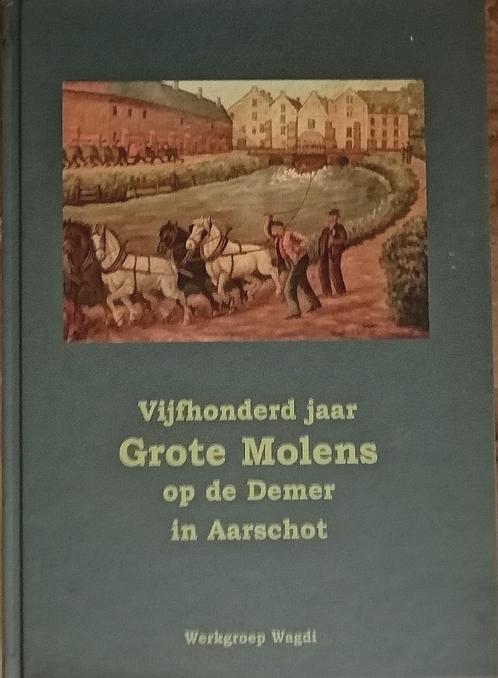 Vijfhonderd jaar
Grote Molens
op de Demer
in Aarschot
Werkgroep Wagdi